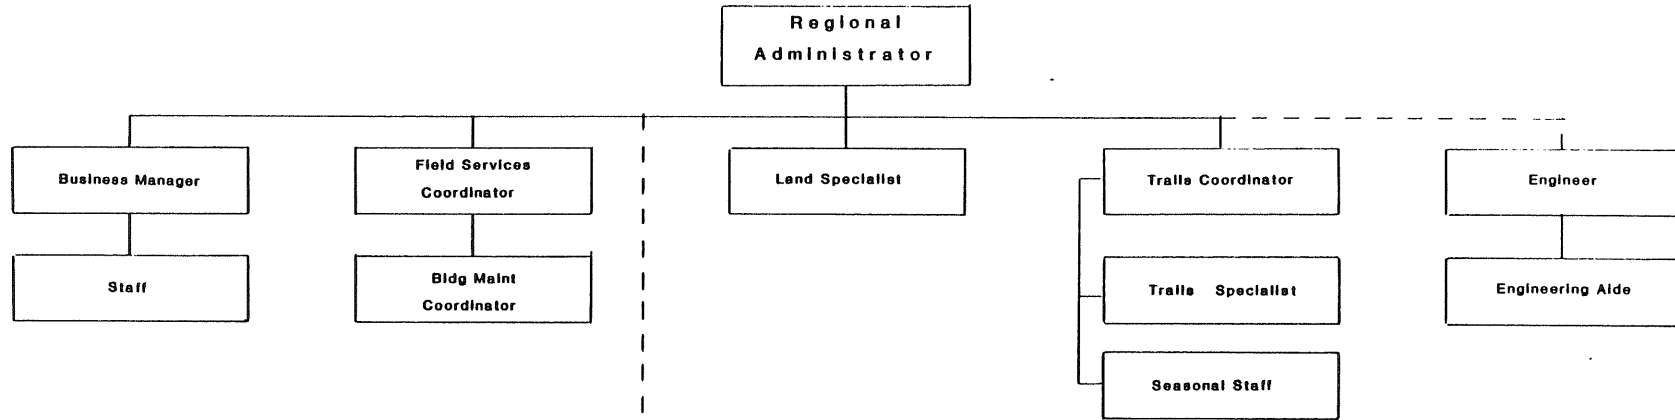 Regional
Administrator
Business Manager
Field Services
Coordinator
Land Specialist
Trails Coordinator
Engineer
Staff
Bldg Maint
Coordinator
Trails Specialist
Engineering Aide
Seasonal Staff